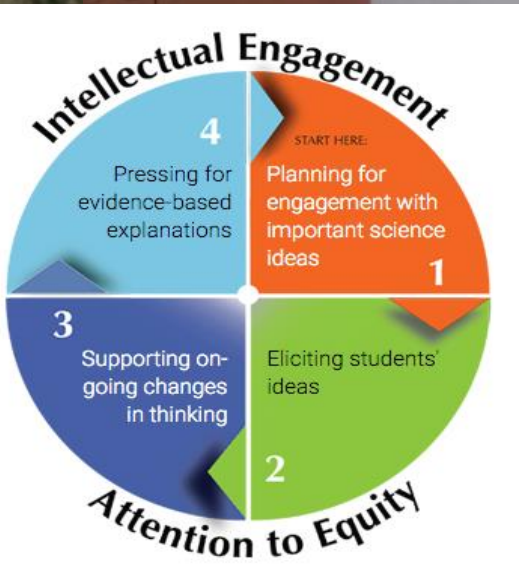 Intellectual Engagement
START HERE:
Planning for
engagement with
important science
ideas
1
Eliciting students'
ideas
2
3
Supporting on-
going changes
in thinking
4
Pressing for
evidence-based
explanations
Attention to Equity